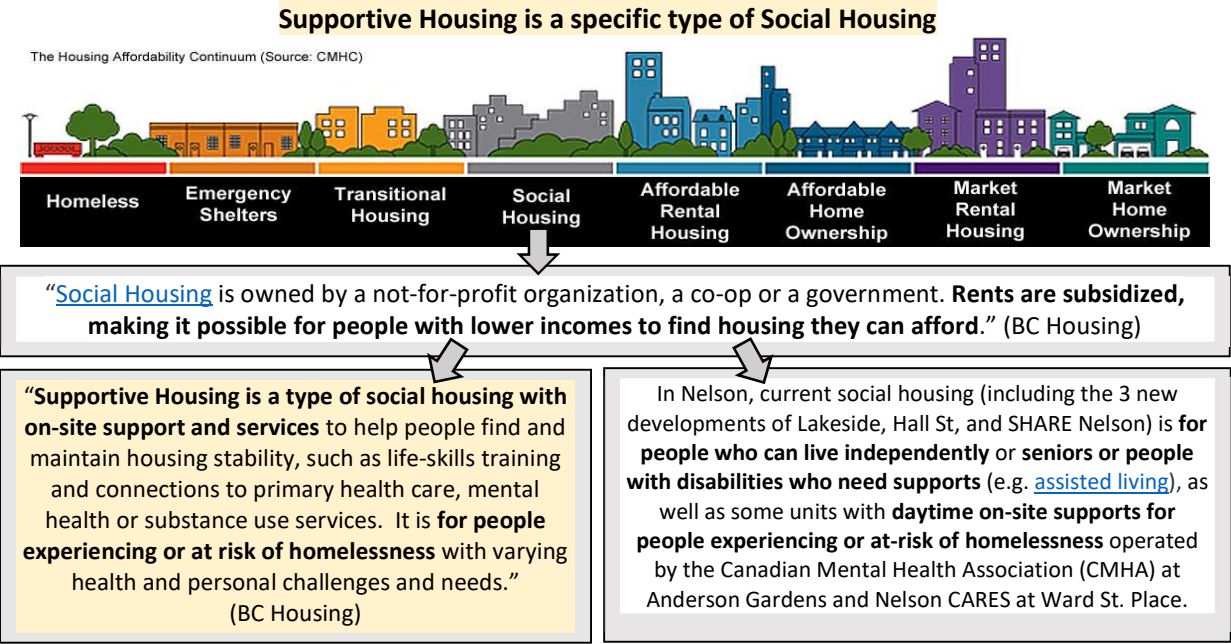 Supportive Housing is a specific type of Social Housing
The Housing Affordability Continuum (Source: CMHC)
Homeless
Emergency
Shelters
Transitional
Housing
Social
Housing
Affordable
Rental
Housing
Affordable
Home
Ownership
Market
Rental
Housing
Market
Home
Ownership
“Social Housing is owned by a not-for-profit organization, a co-op or a government. Rents are subsidized,
making it possible for people with lower incomes to find housing they can afford.” (BC Housing)
“Supportive Housing is a type of social housing with
on-site support and services to help people find and
maintain housing stability, such as life-skills training
and connections to primary health care, mental
health or substance use services. It is for people
experiencing or at risk of homelessness with varying
health and personal challenges and needs.”
(BC Housing)
In Nelson, current social housing (including the 3 new
developments of Lakeside, Hall St, and SHARE Nelson) is for
people who can live independently or seniors or people
with disabilities who need supports (e.g. assisted living), as
well as some units with daytime on-site supports for
people experiencing or at-risk of homelessness operated
by the Canadian Mental Health Association (CMHA) at
Anderson Gardens and Nelson CARES at Ward St. Place.